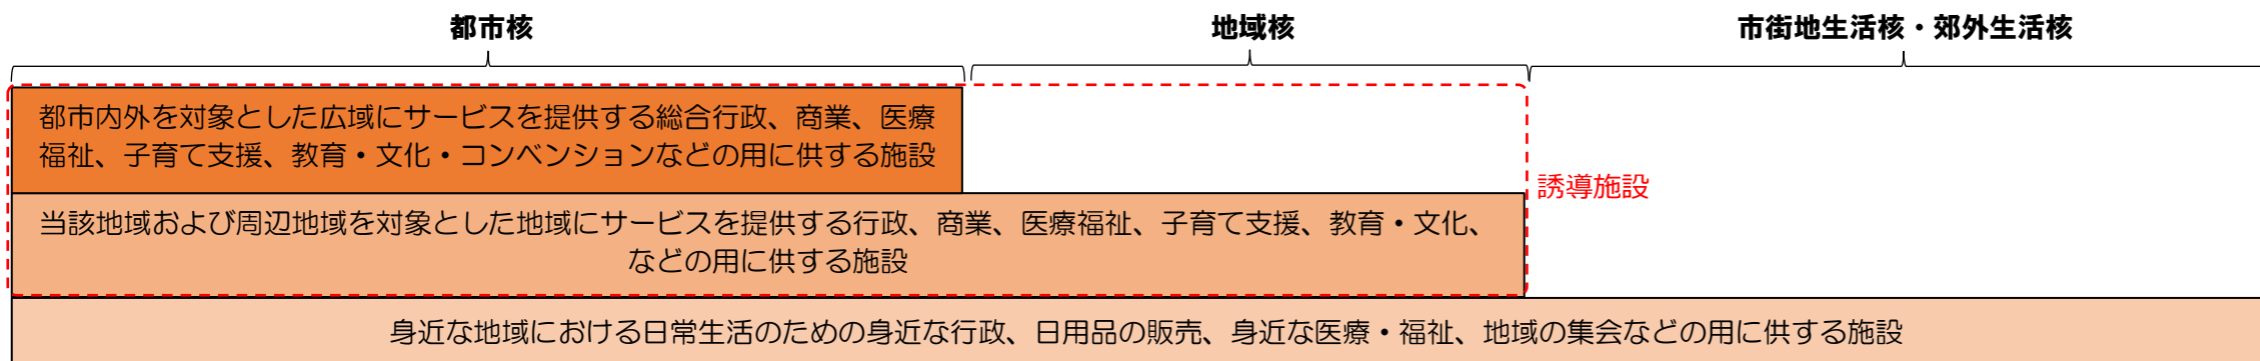 都市核
地域核
市街地生活核・郊外生活核
都市内外を対象とした広域にサービスを提供する総合行政、商業、医療
福祉、子育て支援、教育・文化・コンベンションなどの用に供する施設
誘導施設
当該地域および周辺地域を対象とした地域にサービスを提供する行政、商業、医療福祉、子育て支援、教育・文化、
などの用に供する施設
身近な地域における日常生活のための身近な行政、日用品の販売、身近な医療・福祉、地域の集会などの用に供する施設